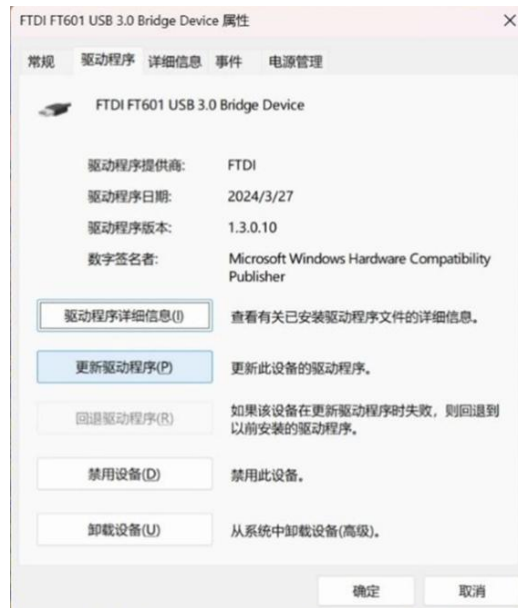 FTDI FT601 USB 3.0 Bridge Device 属性
常规 驱动程序 详细信息 事件 电源管理
FTDI FT601 USB 3.0 Bridge Device
驱动程序提供商: FTDI
驱动程序日期: 2024/3/27
驱动程序版本: 1.3.0.10
数字签名者: Microsoft Windows Hardware Compatibility
Publisher
驱动程序详细信息(I) 查看有关已安装驱动程序文件的详细信息。
更新驱动程序(P) 更新此设备的驱动程序。
回退驱动程序(R) 如果该设备在更新驱动程序时失败，则回退到
以前安装的驱动程序。
禁用设备(D) 禁用此设备。
卸载设备(U) 从系统中卸载设备(高级)。
确定 取消